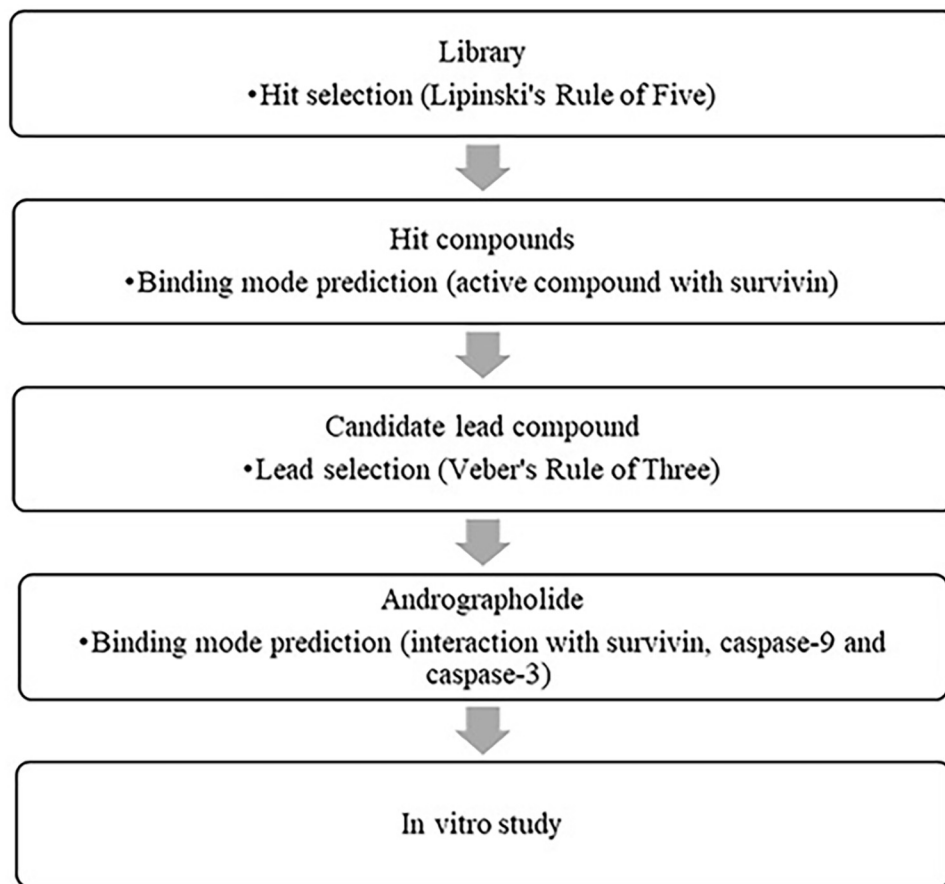 Library
•Hit selection (Lipinski's Rule of Five)
Hit compounds
•Binding mode prediction (active compound with survivin)
Candidate lead compound
•Lead selection (Veber's Rule of Three)
Andrographolide
•Binding mode prediction (interaction with survivin, caspase-9 and
caspase-3)
In vitro study